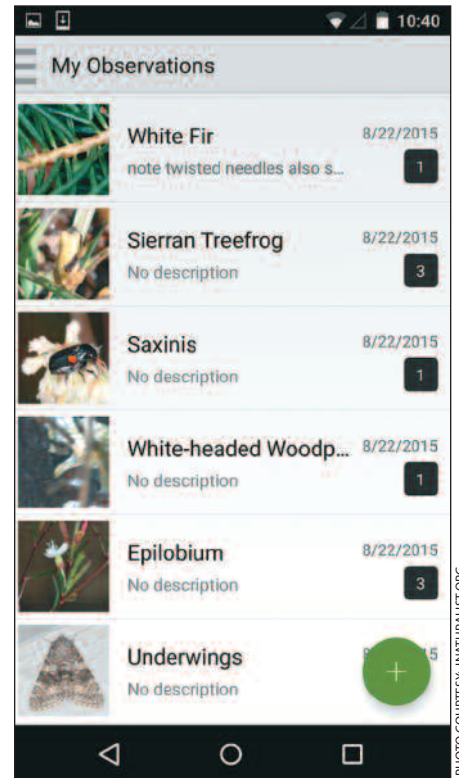 10:40
My Observations
White Fir
8/22/2015
note twisted needles also s...
1
Sierran Treefrog
8/22/2015
No description
3
Saxinis
8/22/2015
No description
1
White-headed Woodp...
8/22/2015
No description
1
Epilobium
8/22/2015
No description
3
Underwings
No description
+
PHOTO COURTESY: INATURALIST.ORG